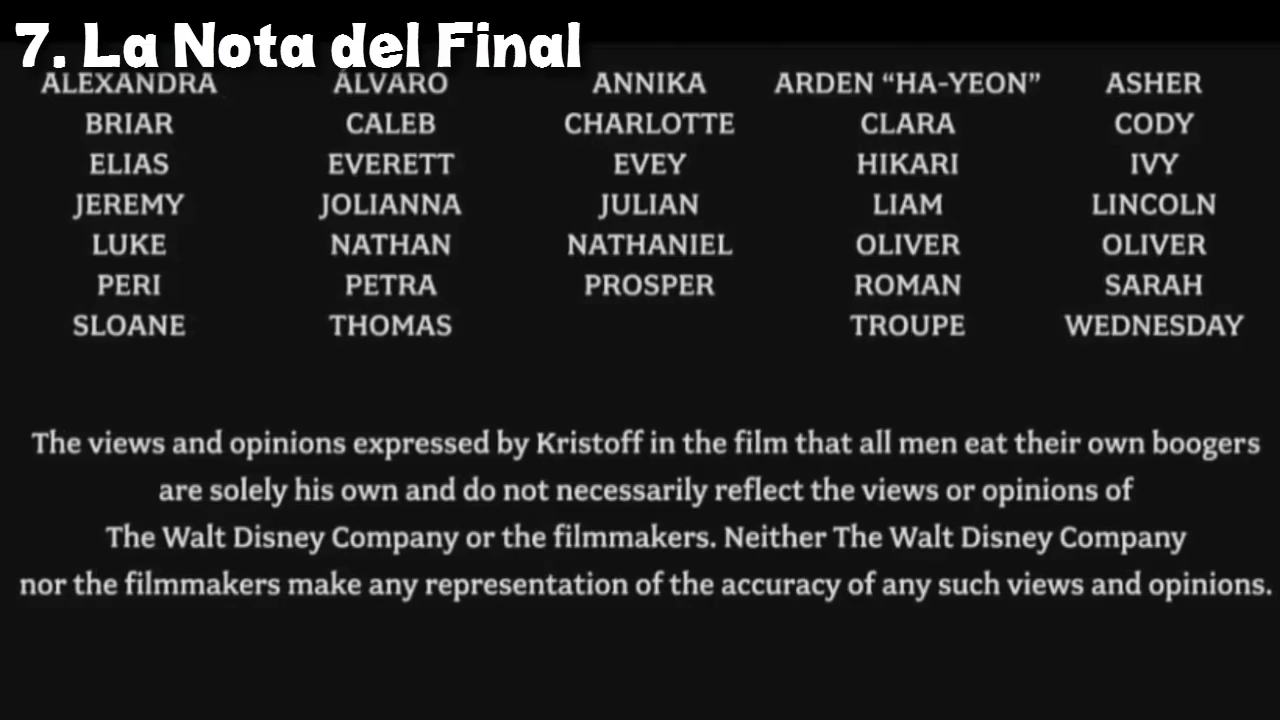 7. La Nota del Final
ALEXANDRA ÁLVARO ANNIKA ARDEN “HA-YEON” ASHER
BRIAR CALEB CHARLOTTE CLARA CODY
ELIAS EVERETT EVEY HIKARI IVY
JEREMY JOLIANNA JULIAN LIAM LINCOLN
LUKE NATHAN NATHANIEL OLIVER OLIVER
PERI PETRA PROSPER ROMAN SARAH
SLOANE THOMAS TROUPE WEDNESDAY
The views and opinions expressed by Kristoff in the film that all men eat their own boogers
are solely his own and do not necessarily reflect the views or opinions of
The Walt Disney Company or the filmmakers. Neither The Walt Disney Company
nor the filmmakers make any representation of the accuracy of any such views and opinions.